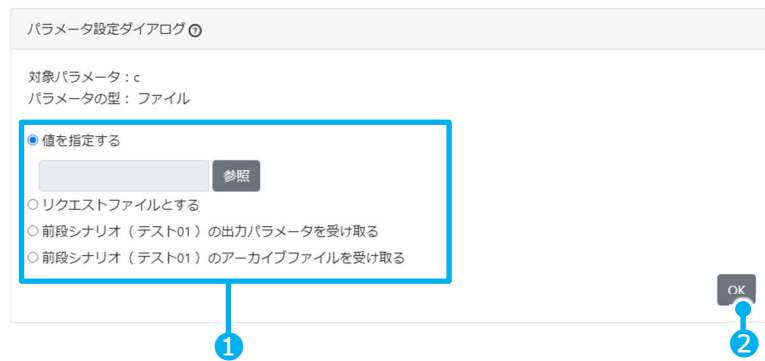 パラメータ設定ダイアログ ?
対象パラメータ：c
パラメータの型： ファイル
値を指定する
参照
リクエストファイルとする
前段シナリオ（ テスト01 ）の出力パラメータを受け取る
前段シナリオ（ テスト01 ）のアーカイブファイルを受け取る
OK
1
2